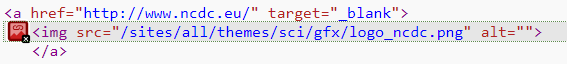 <a href="http://www.ncdc.eu/" target="_blank">
<img src="/sites/all/themes/sci/gfx/logo_ncdc.png" alt="">
</a>